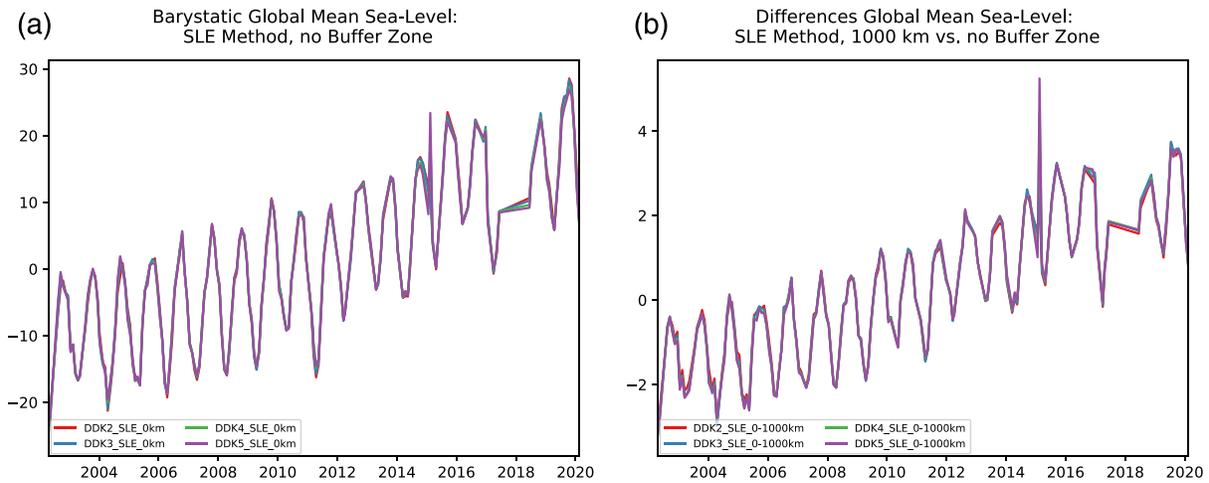 (a)
Barystatic Global Mean Sea-Level:
SLE Method, no Buffer Zone
30
20
10
0
−10
−20
DDK2_SLE_0km
DDK3_SLE_0km
DDK4_SLE_0km
DDK5_SLE_0km
2004 2006 2008 2010 2012 2014 2016 2018 2020
(b)
Differences Global Mean Sea-Level:
SLE Method, 1000 km vs. no Buffer Zone
4
2
0
−2
DDK2_SLE_0-1000km
DDK3_SLE_0-1000km
DDK4_SLE_0-1000km
DDK5_SLE_0-1000km
2004 2006 2008 2010 2012 2014 2016 2018 2020